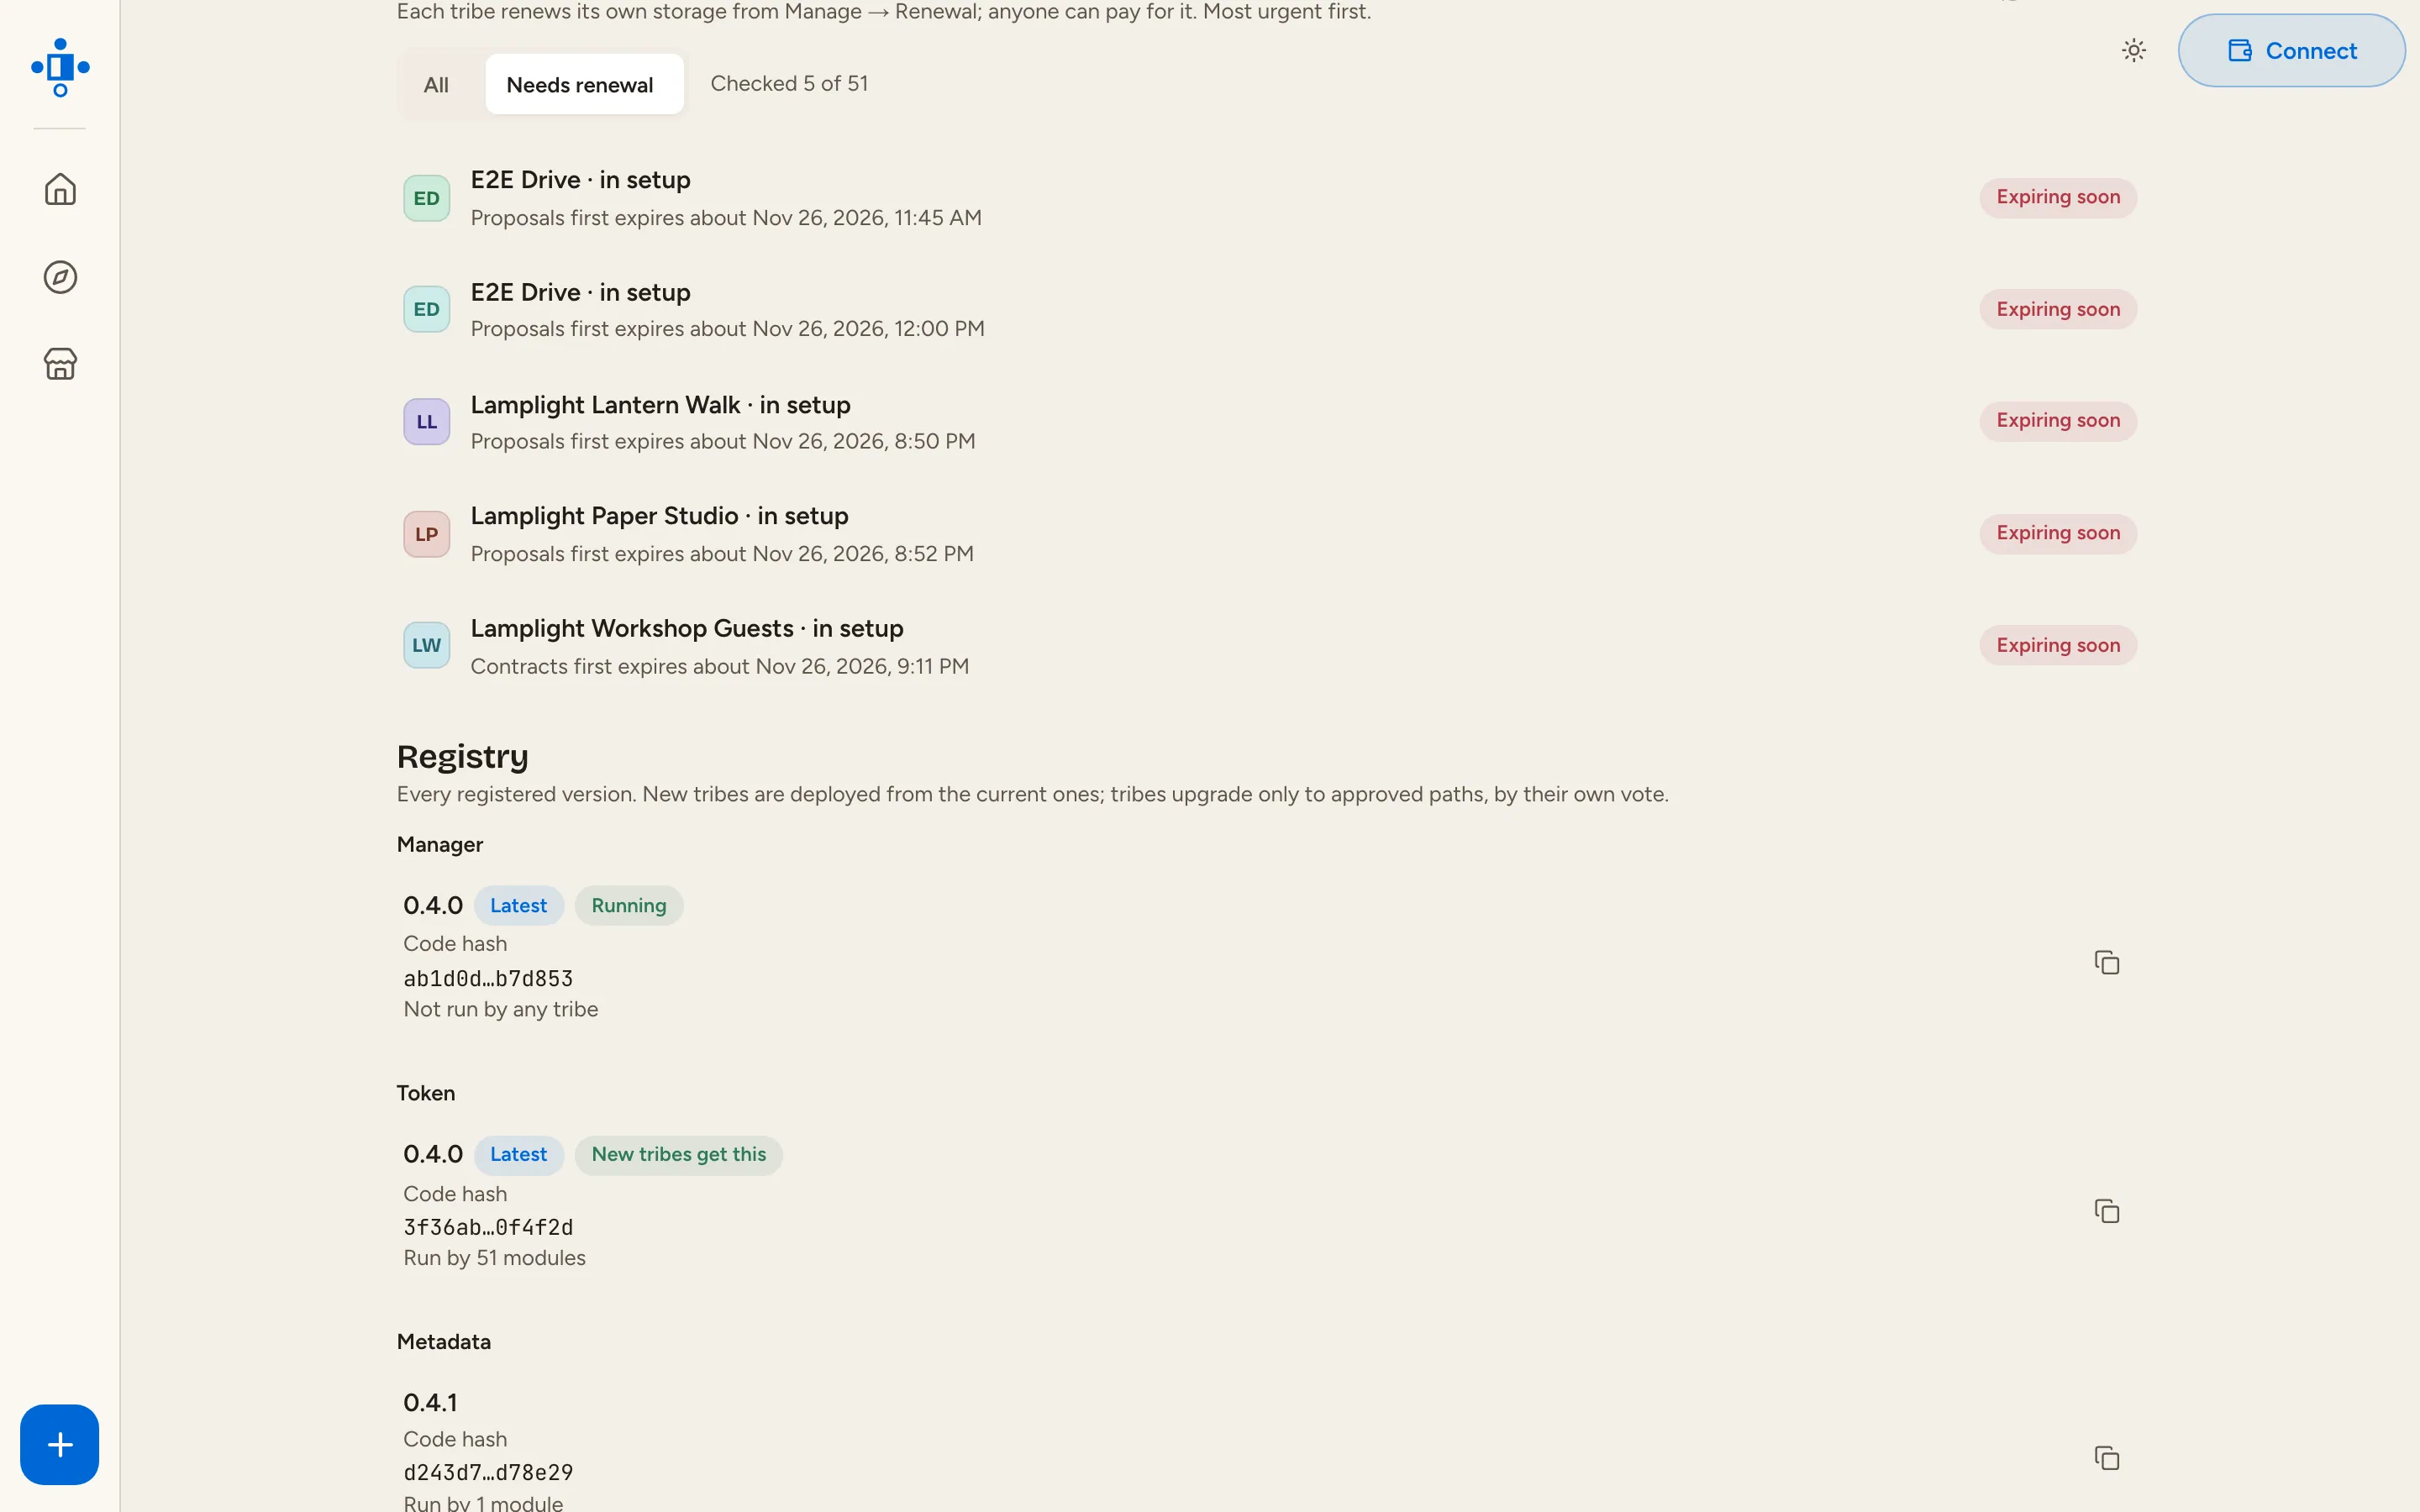 Each tribe renews its own storage from Manage → Renewal; anyone can pay for it. Most urgent first.
Connect
All
Needs renewal
Checked 5 of 51
ED
E2E Drive · in setup
Proposals first expires about Nov 26, 2026, 11:45 AM
Expiring soon
ED
E2E Drive · in setup
Proposals first expires about Nov 26, 2026, 12:00 PM
Expiring soon
LL
Lamplight Lantern Walk · in setup
Proposals first expires about Nov 26, 2026, 8:50 PM
Expiring soon
LP
Lamplight Paper Studio · in setup
Proposals first expires about Nov 26, 2026, 8:52 PM
Expiring soon
LW
Lamplight Workshop Guests · in setup
Contracts first expires about Nov 26, 2026, 9:11 PM
Expiring soon
Registry
Every registered version. New tribes are deployed from the current ones; tribes upgrade only to approved paths, by their own vote.
Manager
0.4.0 Latest Running
Code hash
ab1d0d…b7d853
Not run by any tribe
Token
0.4.0 Latest New tribes get this
Code hash
3f36ab…0f4f2d
Run by 51 modules
Metadata
0.4.1
Code hash
d243d7…d78e29
Run by 1 module